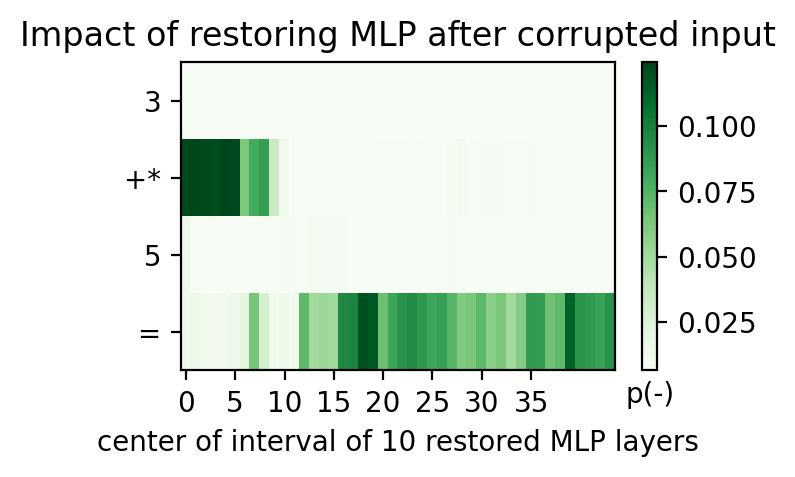 Impact of restoring MLP after corrupted input
3
+*
5
=
0 5 10 15 20 25 30 35
center of interval of 10 restored MLP layers
0.100
0.075
0.050
0.025
p(-)